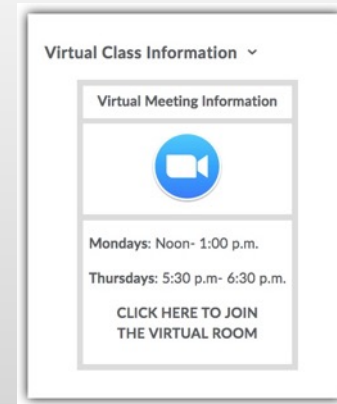 Virtual Class Information
Virtual Meeting Information
Mondays: Noon- 1:00 p.m.
Thursdays: 5:30 p.m- 6:30 p.m.
CLICK HERE TO JOIN
THE VIRTUAL ROOM